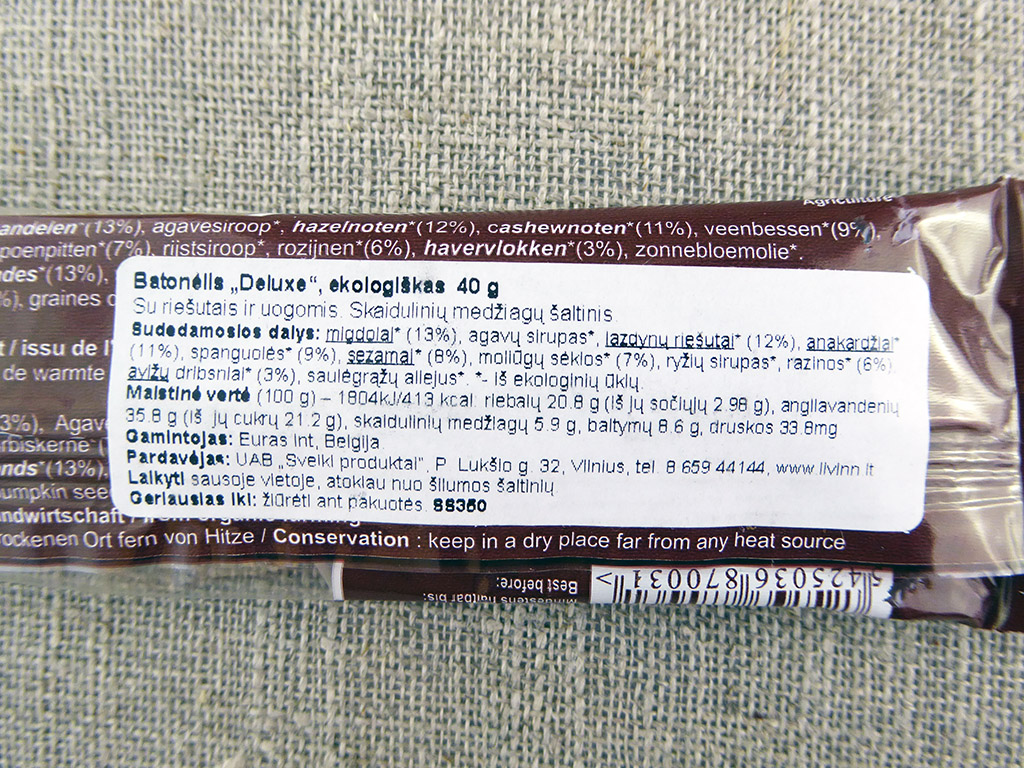 Agriculture
andelen*(13%), agavesiroop*, hazelnoten*(12%), cashewnoten*(11%), veenbessen*(9%),
poenpitten*(7%), rijstsiroop*, rozijnen*(6%), havervlokken*(3%), zonnebloemolie*.
des*(13%),
%), graines
t / issu de l'
de warmte
3%), Agav
rbiskerne
nds*(13%),
umpkin see
ndwirtschaft /
Batonėlis „Deluxe“, ekologiškas 40 g
Su riešutais ir uogomis. Skaidulinių medžiagų šaltinis.
Sudedamosios dalys: migdolai* (13%), agavų sirupas*, lazdynų riešutai* (12%), anakardžiai*
(11%), spanguolės* (9%), sezamai* (8%), moliūgų sėklos* (7%), ryžių sirupas*, razinos* (6%)
avižų dribsniai* (3%), saulėgrąžų aliejus*. *- iš ekologinių ūkių.
Maistinė vertė (100 g) – 1804kJ/413 kcal: riebalų 20.8 g (iš jų sočiųjų 2.98 g), angliavandenių
35.8 g (iš jų cukrų 21.2 g), skaidulinių medžiagų 5.9 g, baltymų 8.6 g, druskos 33.8mg
Gamintojas: Euras Int, Belgija
Pardavėjas: UAB „Sveiki produktai“, P. Lukšio g. 32, Vilnius, tel. 8 659 44144, www.livinn.lt
Laikyti sausoje vietoje, atokiau nuo šilumos šaltinių.
Geriausias iki: žiūrėti ant pakuotės. SS360
rockenen Ort fern von Hitze / Conservation : keep in a dry place far from any heat source
Best before:
Mindestens haltbar bis:
5 425036 870031 >